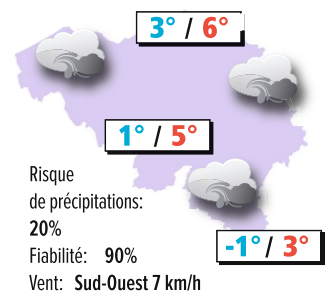 3° / 6°
1° / 5°
Risque
de précipitations:
20%
Fiabilité: 90%
-1° / 3°
Vent: Sud-Ouest 7 km/h